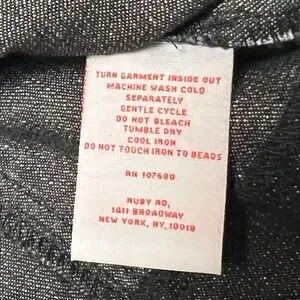 TURN GARMENT INSIDE OUT
MACHINE WASH COLD
SEPARATELY
GENTLE CYCLE
DO NOT BLEACH
TUMBLE DRY
COOL IRON
DO NOT TOUCH IRON TO BEADS
RN 107680
RUBY RD,
1411 BROADWAY
NEW YORK, NY, 10018